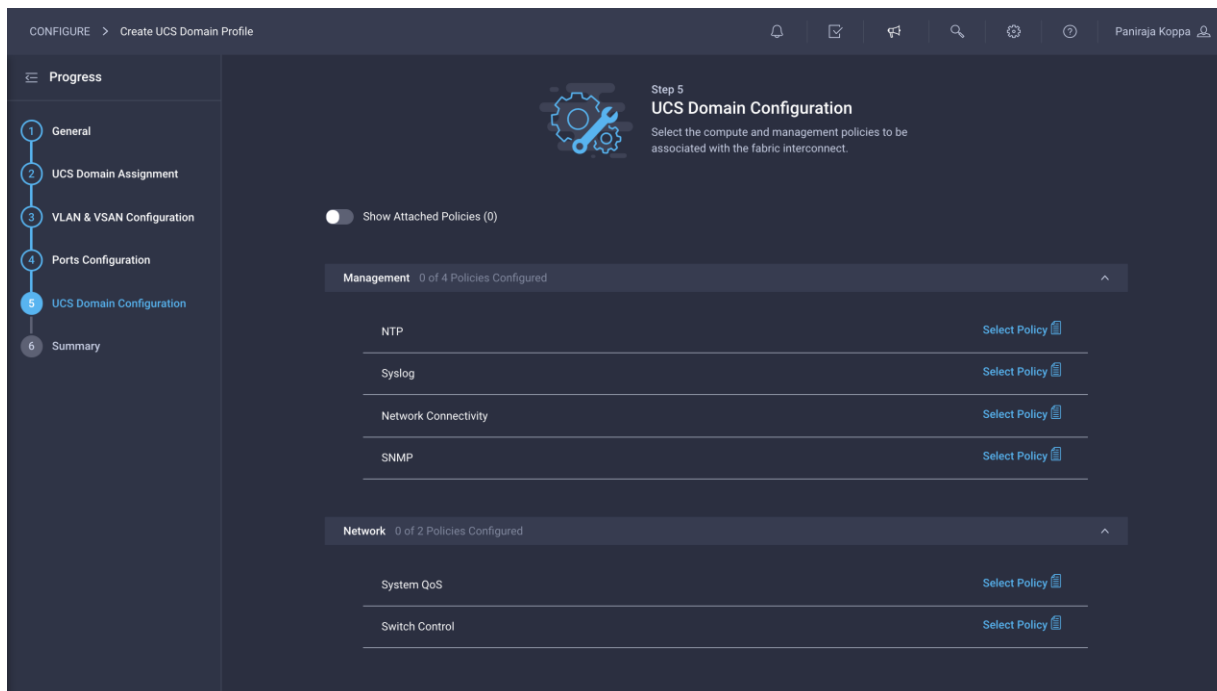 CONFIGURE > Create UCS Domain Profile
Paniraja Koppa
Progress
1 General
2 UCS Domain Assignment
3 VLAN & VSAN Configuration
4 Ports Configuration
5 UCS Domain Configuration
6 Summary
Step 5
UCS Domain Configuration
Select the compute and management policies to be
associated with the fabric interconnect.
Show Attached Policies (0)
Management 0 of 4 Policies Configured
NTP Select Policy
Syslog Select Policy
Network Connectivity Select Policy
SNMP Select Policy
Network 0 of 2 Policies Configured
System QoS Select Policy
Switch Control Select Policy